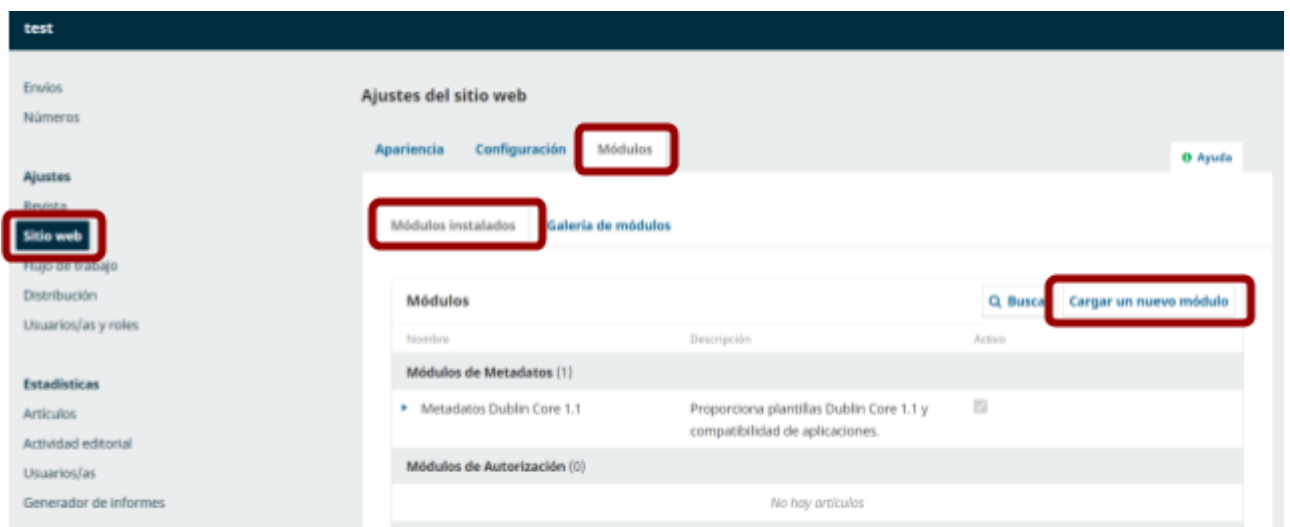 test
Envíos
Números
Ajustes
Revista
Sitio web
Flujo de trabajo
Distribución
Usuarios/as y roles
Estadísticas
Artículos
Actividad editorial
Usuarios/as
Generador de informes
Ajustes del sitio web
Apariencia Configuración Módulos
Ayuda
Módulos instalados Galería de módulos
Módulos Busca Cargar un nuevo módulo
Nombre Descripción Activo
Módulos de Metadatos (1)
Metadatos Dublin Core 1.1 Proporciona plantillas Dublin Core 1.1 y
compatibilidad de aplicaciones.
Módulos de Autorización (0)
No hay artículos